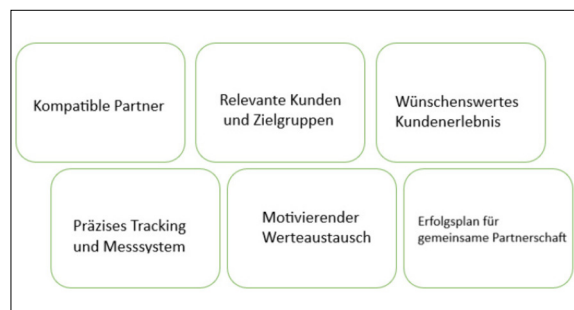 Kompatible Partner
Relevante Kunden
und Zielgruppen
Wünschenswertes
Kundenerlebnis
Präzises Tracking
und Messsystem
Motivierender
Werteaustausch
Erfolgsplan für
gemeinsame Partnerschaft